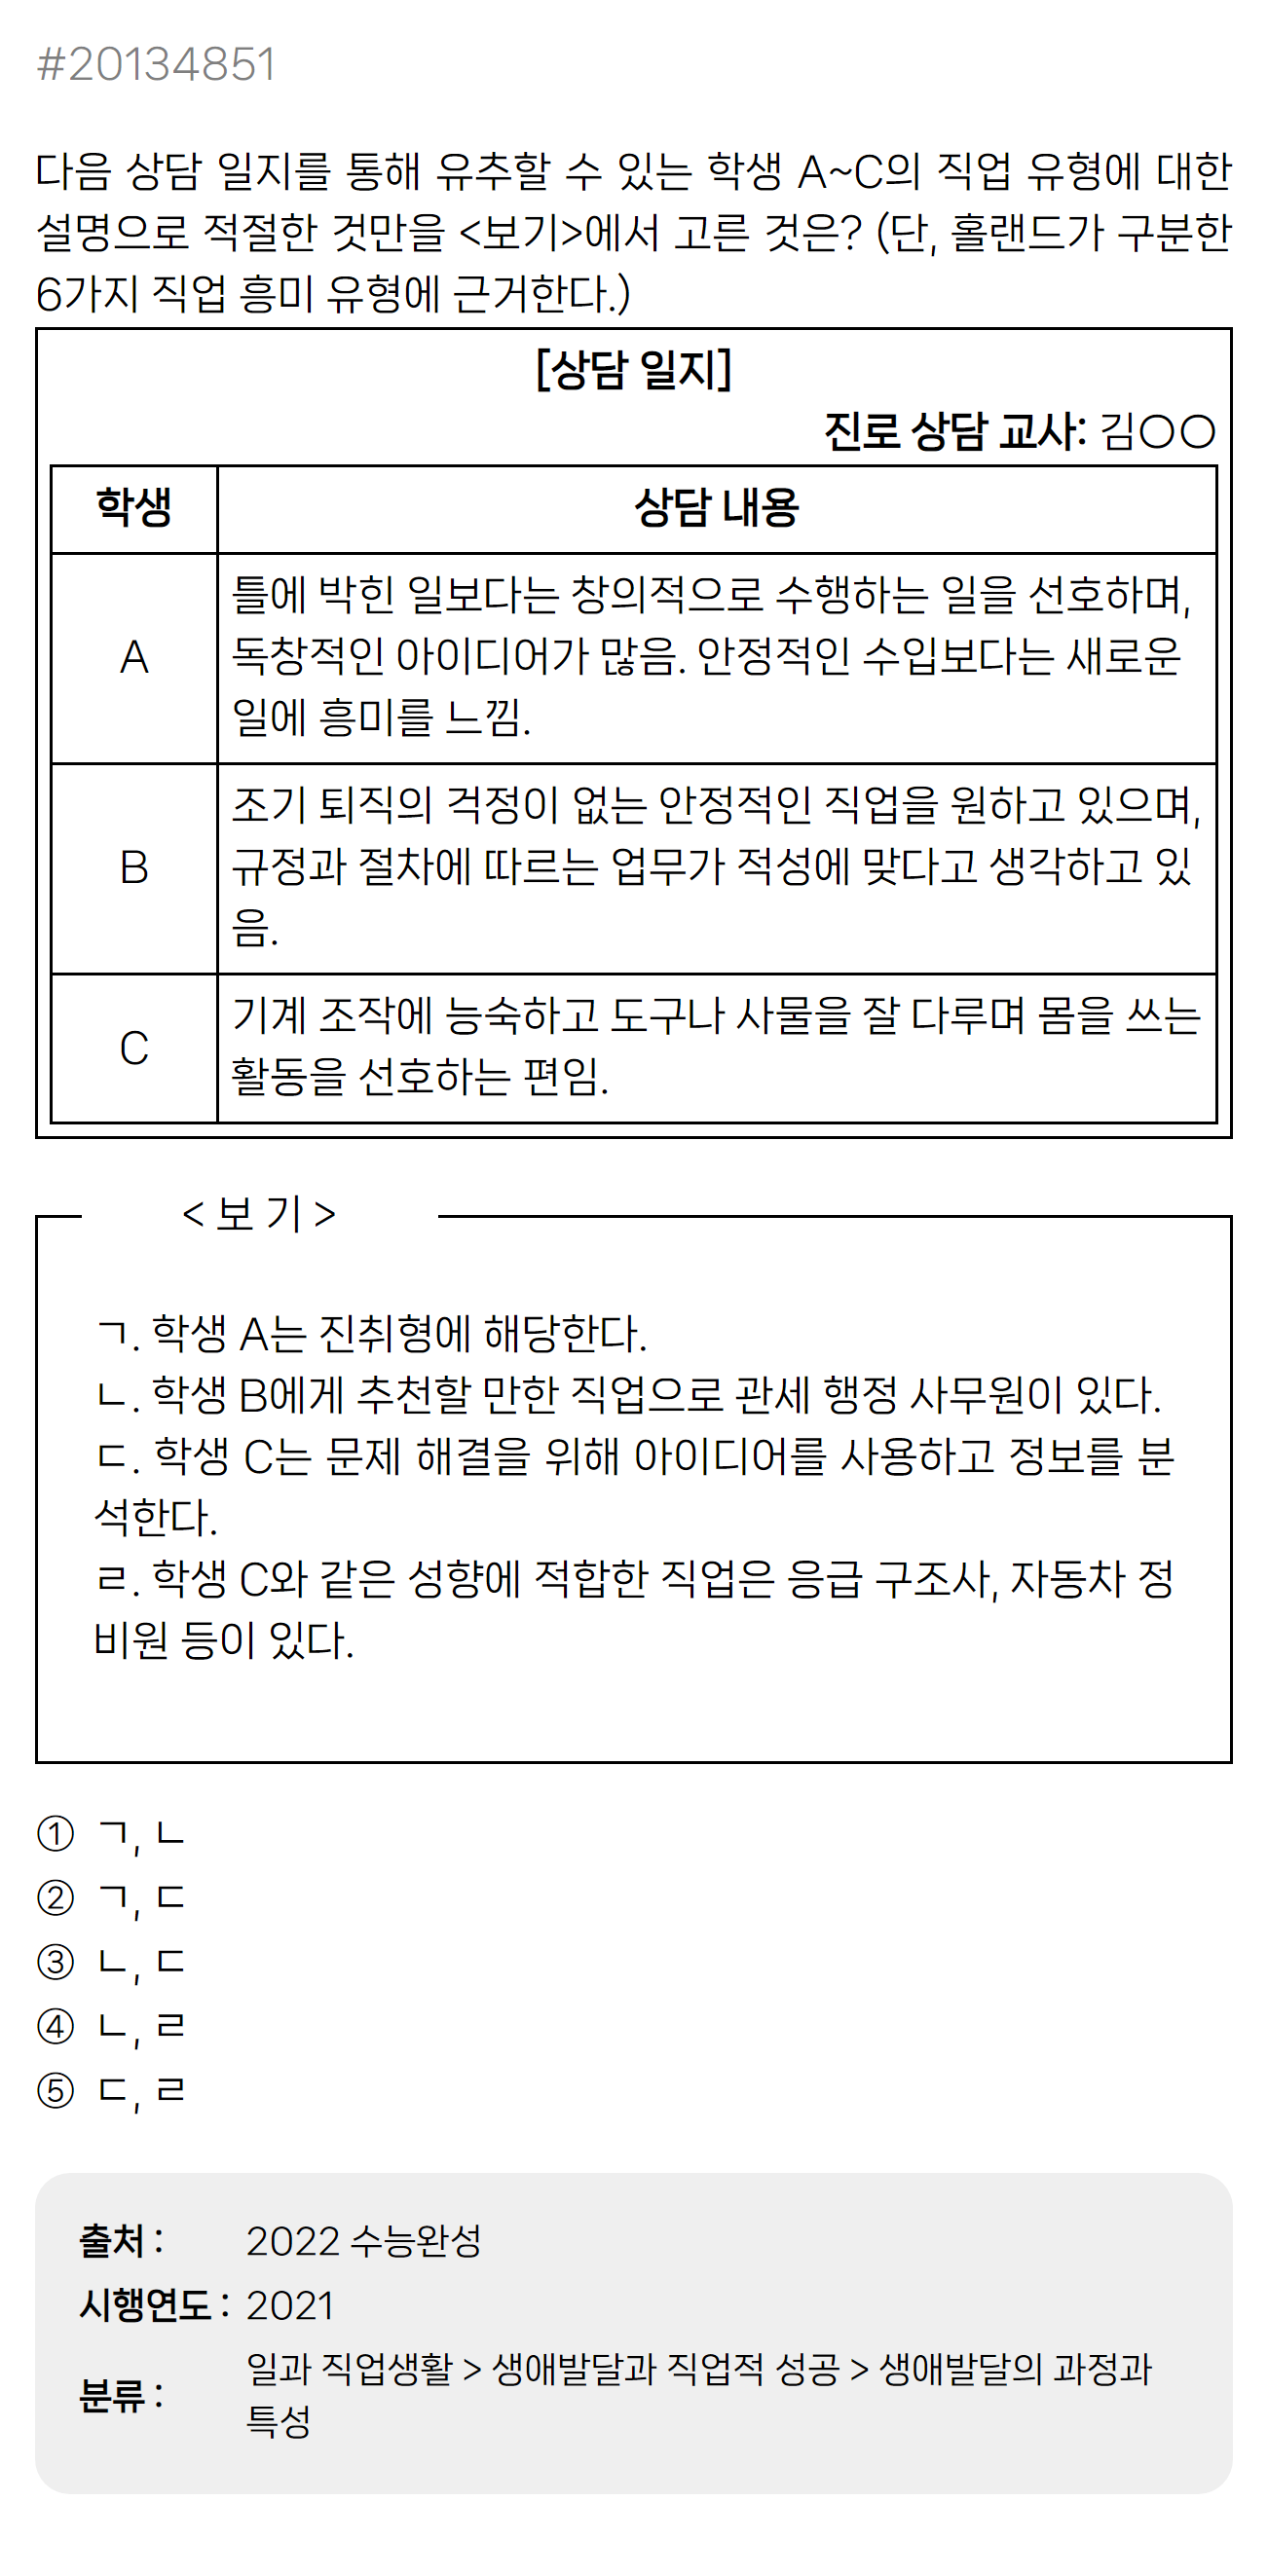 #20134851
다음 상담 일지를 통해 유추할 수 있는 학생 A~C의 직업 유형에 대한
설명으로 적절한 것만을 <보기>에서 고른 것은? (단, 홀랜드가 구분한
6가지 직업 흥미 유형에 근거한다.)
[상담 일지]
진로 상담 교사: 김○○
학생 상담 내용
A
틀에 박힌 일보다는 창의적으로 수행하는 일을 선호하며,
독창적인 아이디어가 많음. 안정적인 수입보다는 새로운
일에 흥미를 느낌.
B
조기 퇴직의 걱정이 없는 안정적인 직업을 원하고 있으며,
규정과 절차에 따르는 업무가 적성에 맞다고 생각하고 있
음.
C
기계 조작에 능숙하고 도구나 사물을 잘 다루며 몸을 쓰는
활동을 선호하는 편임.
< 보 기 >
ㄱ. 학생 A는 진취형에 해당한다.
ㄴ. 학생 B에게 추천할 만한 직업으로 관세 행정 사무원이 있다.
ㄷ. 학생 C는 문제 해결을 위해 아이디어를 사용하고 정보를 분
석한다.
ㄹ. 학생 C와 같은 성향에 적합한 직업은 응급 구조사, 자동차 정
비원 등이 있다.
① ㄱ, ㄴ
② ㄱ, ㄷ
③ ㄴ, ㄷ
④ ㄴ, ㄹ
⑤ ㄷ, ㄹ
출처 : 2022 수능완성
시행연도 : 2021
분류 : 일과 직업생활 > 생애발달과 직업적 성공 > 생애발달의 과정과
특성